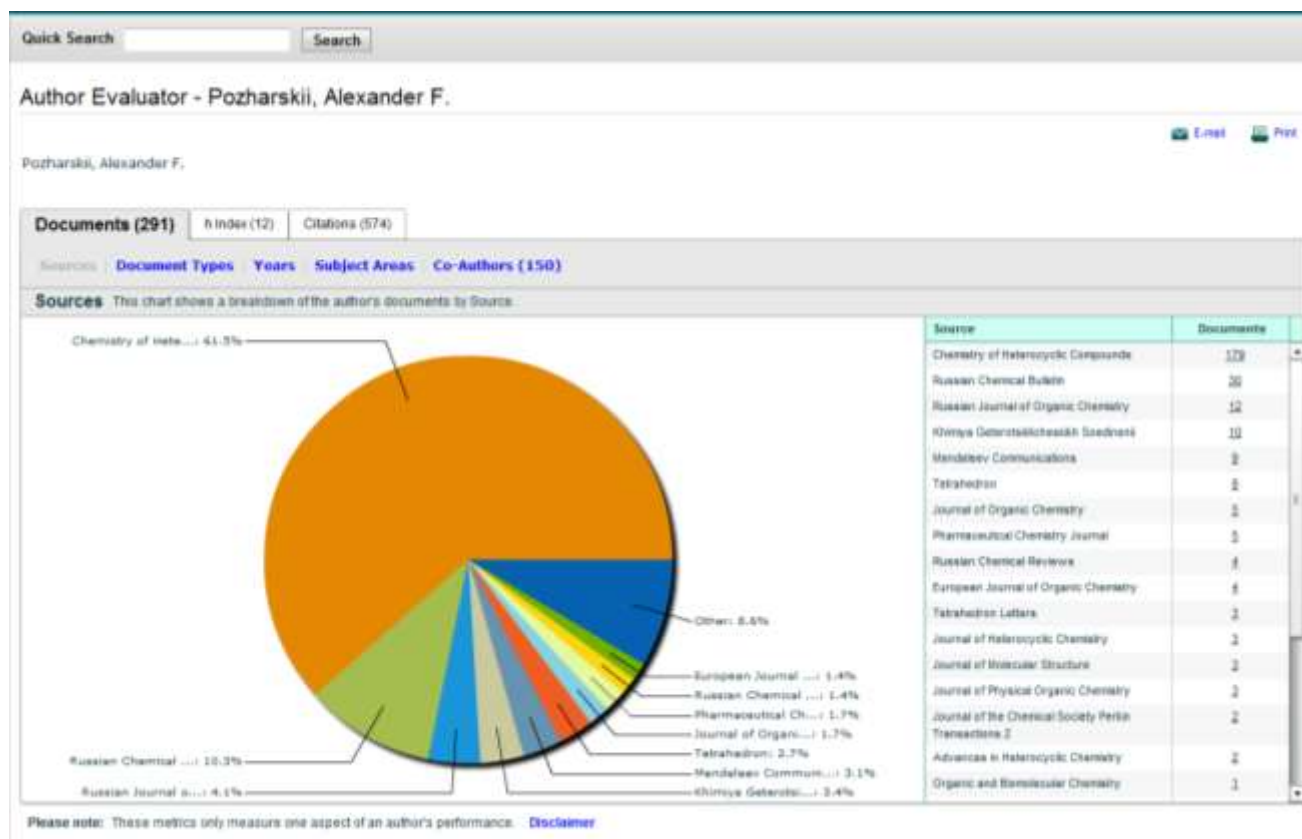 Quick Search
Search
Author Evaluator - Pozharskii, Alexander F.
E-mail
Print
Pozharskii, Alexander F.
Documents (291)
h Index (12)
Citations (574)
Sources
Document Types
Years
Subject Areas
Co-Authors (150)
Sources This chart shows a breakdown of the author's documents by Source.
Chemistry of Hete...: 61.5%
Other: 8.6%
European Journal ...: 1.4%
Russian Chemical ...: 1.4%
Pharmaceutical Ch...: 1.7%
Journal of Organi...: 1.7%
Tetrahedron: 2.7%
Mendeleev Commun...: 3.1%
Khimiya Geterotsi...: 3.4%
Russian Journal o...: 4.1%
Russian Chemical ...: 10.3%
Source Documents
Chemistry of Heterocyclic Compounds 179
Russian Chemical Bulletin 30
Russian Journal of Organic Chemistry 12
Khimiya Geterotsiklicheskikh Soedinenii 10
Mendeleev Communications 9
Tetrahedron 8
Journal of Organic Chemistry 5
Pharmaceutical Chemistry Journal 5
Russian Chemical Reviews 4
European Journal of Organic Chemistry 4
Tetrahedron Letters 3
Journal of Heterocyclic Chemistry 3
Journal of Molecular Structure 3
Journal of Physical Organic Chemistry 3
Journal of the Chemical Society Perkin
Transactions 2 2
Advances in Heterocyclic Chemistry 2
Organic and Biomolecular Chemistry
Please note: These metrics only measure one aspect of an author's performance. Disclaimer